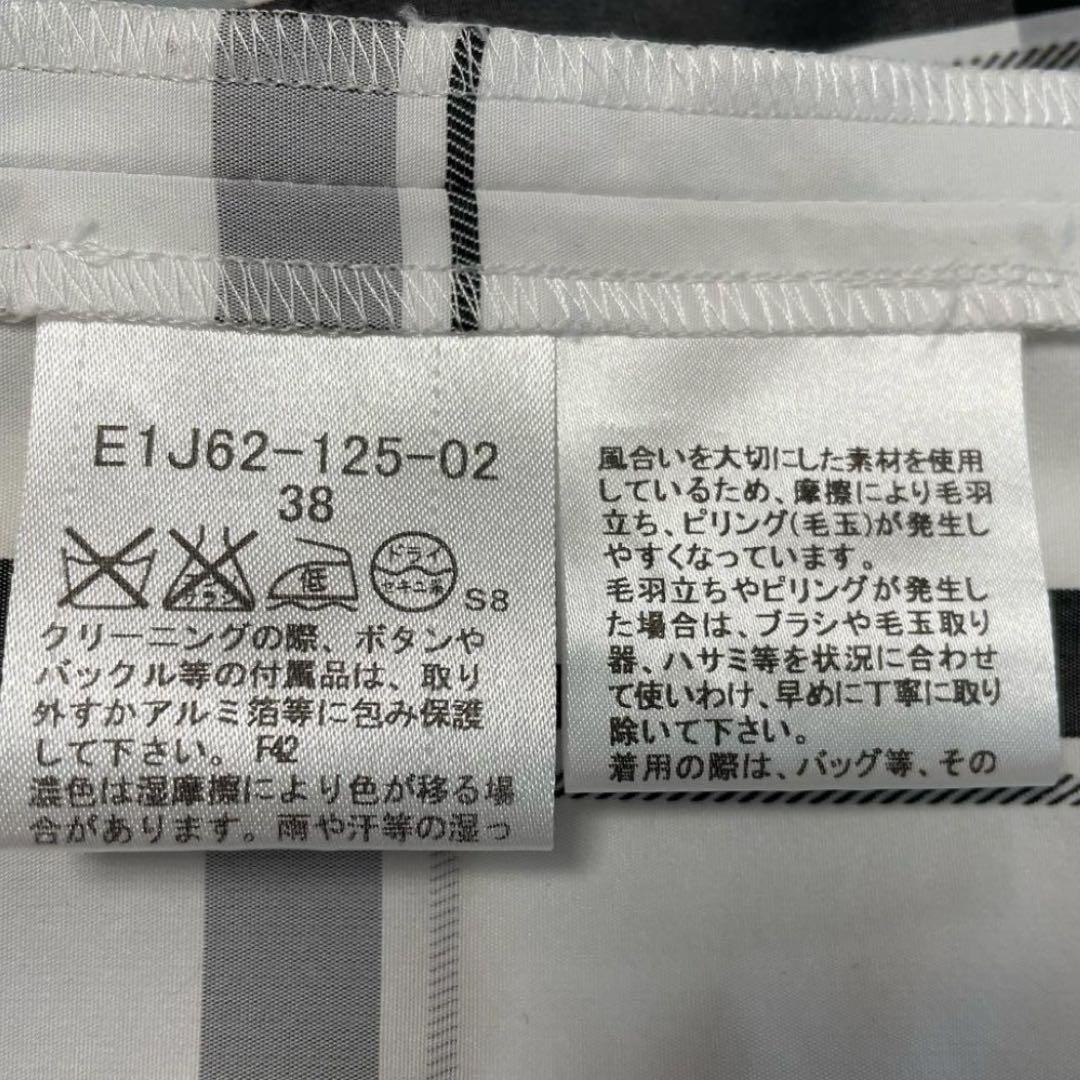 E1J62-125-02
38
エンソ
サラシ
低
ドライ
セキユ系
S8
クリーニングの際、ボタンや
バックル等の付属品は、取り
外すかアルミ箔等に包み保護
して下さい。 F42
濃色は湿摩擦により色が移る場
合があります。雨や汗等の湿っ
風合いを大切にした素材を使用
しているため、摩擦により毛羽
立ち、ピリング(毛玉)が発生し
やすくなっています。
毛羽立ちやピリングが発生し
た場合は、ブラシや毛玉取り
器、ハサミ等を状況に合わせ
て使いわけ、早めに丁寧に取り
除いて下さい。
着用の際は、バッグ等、その